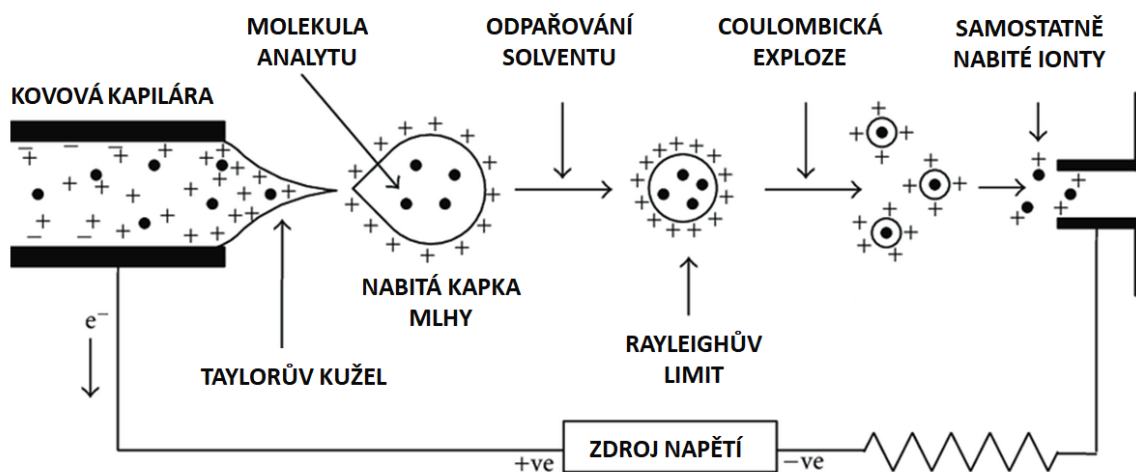 MOLEKULA
ANALYTU
ODPAŘOVÁNÍ
SOLVENTU
COULOMBICKÁ
EXPLOZE
SAMOSTATNĚ
NABITÉ IONTY
KOVOVÁ KAPILÁRA
NABITÁ KAPKA
MLHY
e⁻
TAYLORŮV KUŽEL
RAYLEIGHŮV
LIMIT
+ve
ZDROJ NAPĚTÍ
−ve